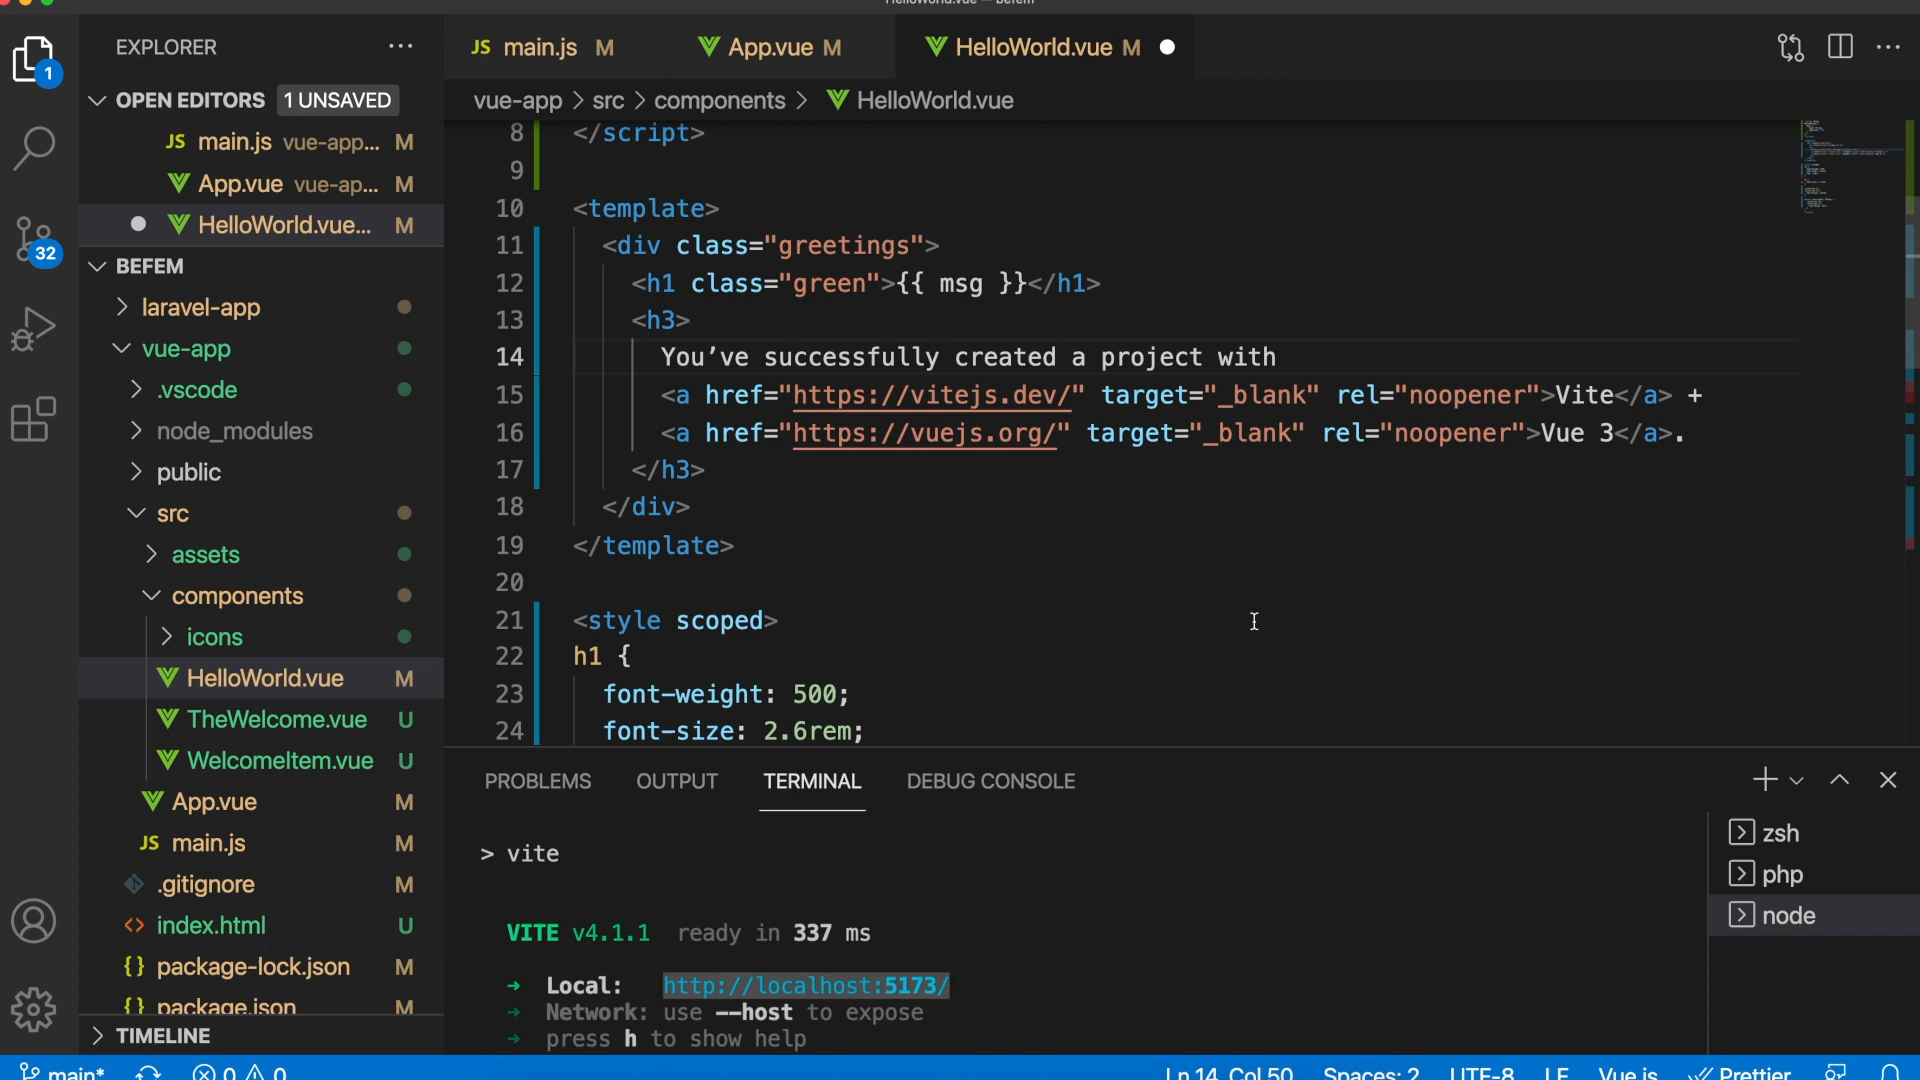 HelloWorld.vue — befem
EXPLORER
JS main.js M
App.vue M
HelloWorld.vue M
1
OPEN EDITORS 1 UNSAVED
vue-app > src > components > HelloWorld.vue
JS main.js vue-app... M
App.vue vue-ap... M
HelloWorld.vue... M
32
BEFEM
laravel-app
vue-app
.vscode
node_modules
public
src
assets
components
icons
HelloWorld.vue M
TheWelcome.vue U
WelcomeItem.vue U
App.vue M
JS main.js M
.gitignore M
<> index.html U
{} package-lock.json M
{} package.json M
TIMELINE
8 </script>
9
10 <template>
11 <div class="greetings">
12 <h1 class="green">{{ msg }}</h1>
13 <h3>
14 You’ve successfully created a project with
15 <a href="https://vitejs.dev/" target="_blank" rel="noopener">Vite</a> +
16 <a href="https://vuejs.org/" target="_blank" rel="noopener">Vue 3</a>.
17 </h3>
18 </div>
19 </template>
20
21 <style scoped>
22 h1 {
23 font-weight: 500;
24 font-size: 2.6rem;
PROBLEMS OUTPUT TERMINAL DEBUG CONSOLE
> vite
VITE v4.1.1 ready in 337 ms
➜ Local: http://localhost:5173/
➜ Network: use --host to expose
➜ press h to show help
zsh
php
node
main* 0 0 Ln 14, Col 50 Spaces: 2 UTF-8 LF Vue.js Prettier